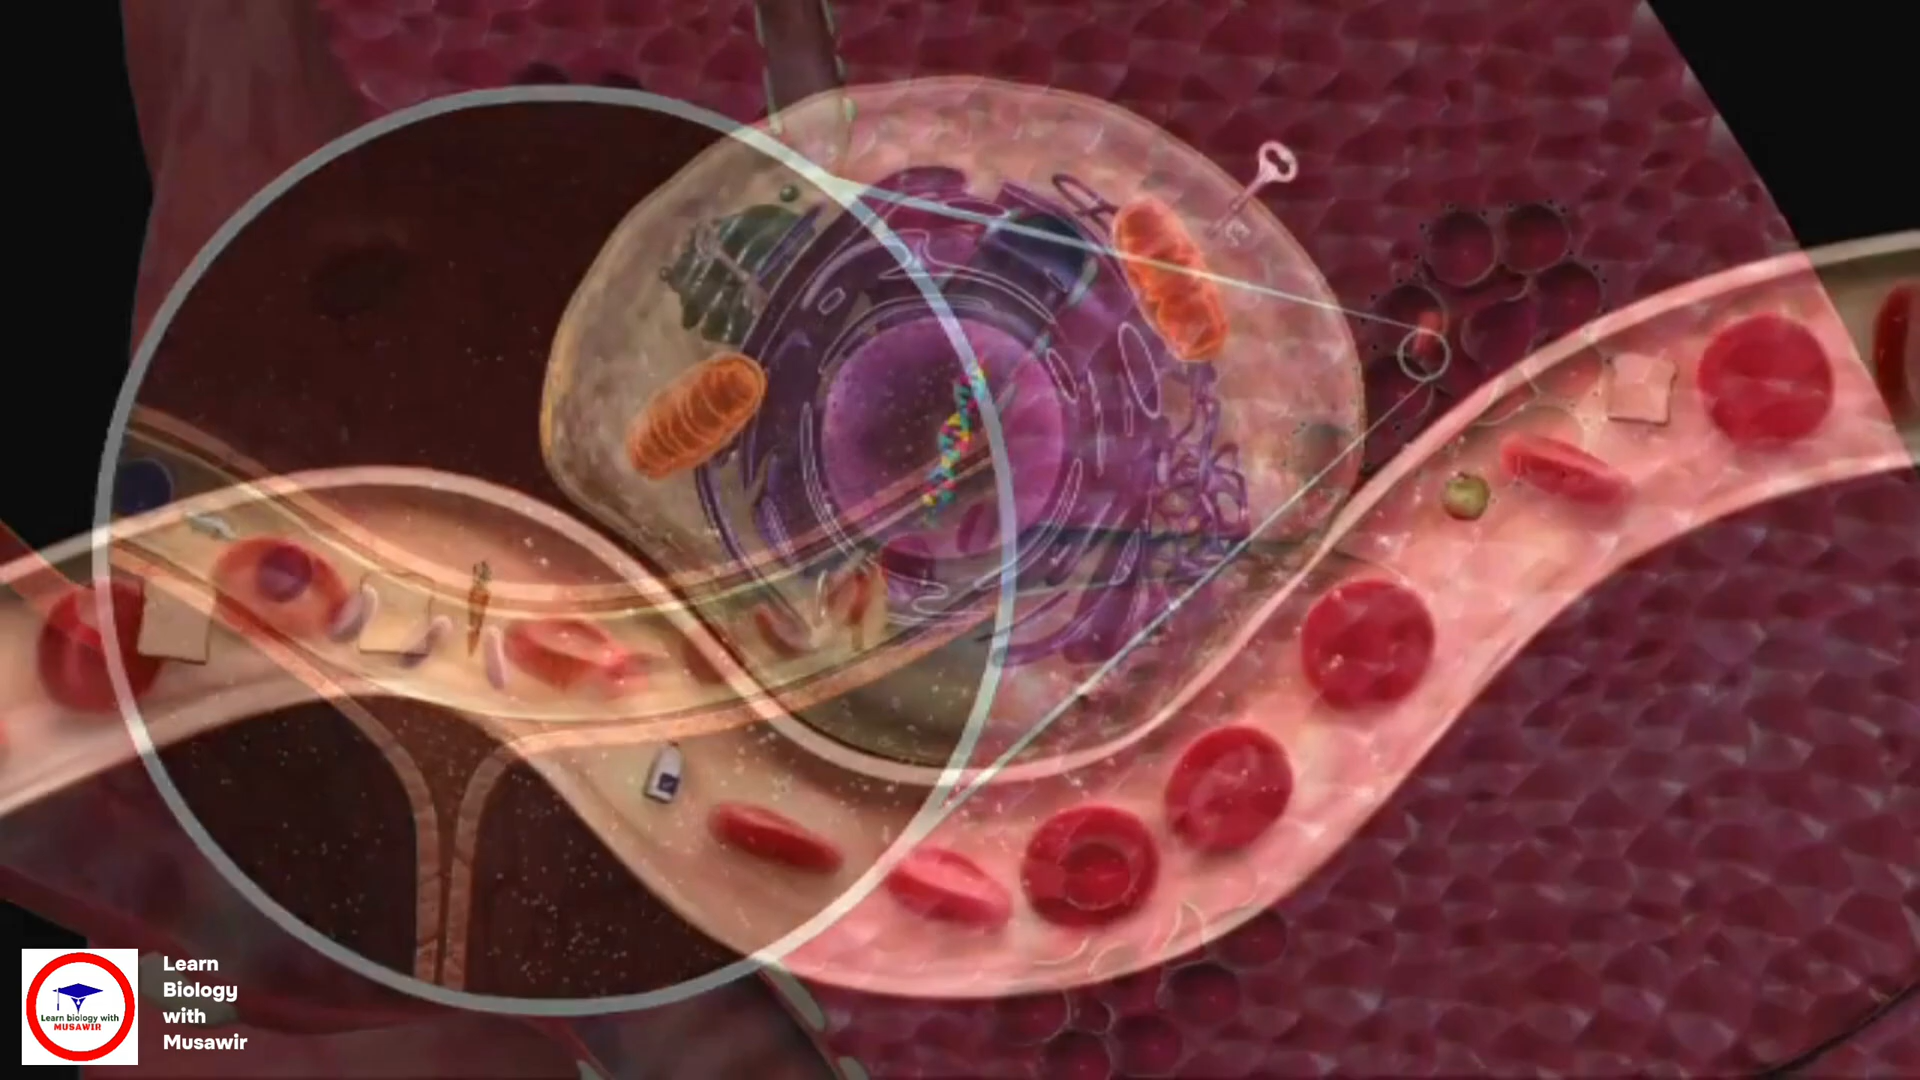 Learn biology with
MUSAWIR
Learn
Biology
with
Musawir